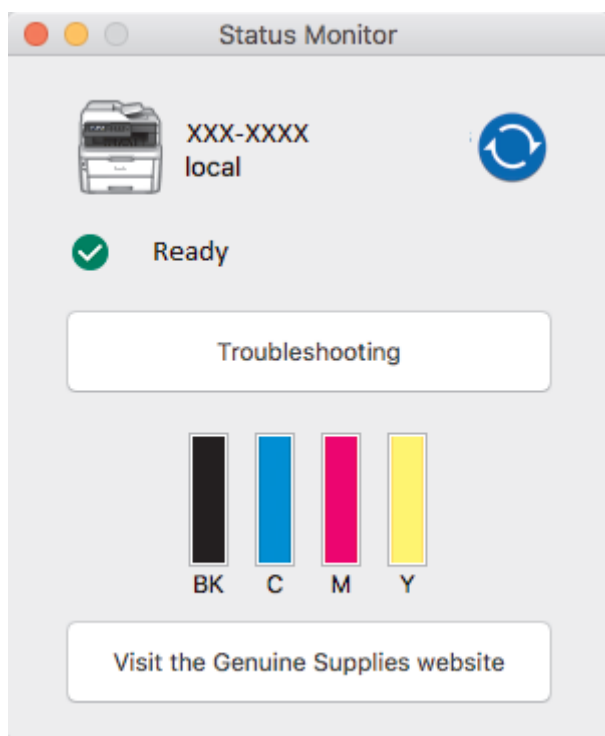 Status Monitor
XXX-XXXX
local
Ready
Troubleshooting
BK C M Y
Visit the Genuine Supplies website